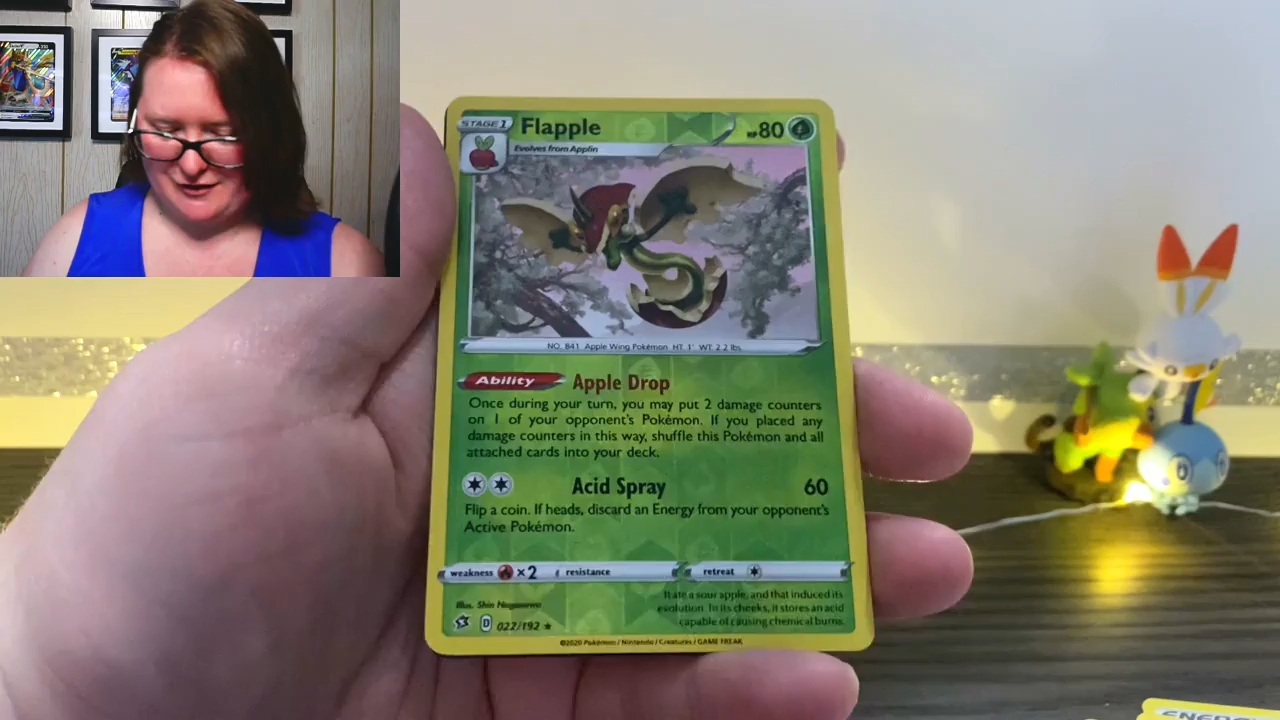 STAGE 1
Flapple
HP 80
Evolves from Applin
NO. 841 Apple Wing Pokémon HT: 1' WT: 2.2 lbs.
Ability Apple Drop
Once during your turn, you may put 2 damage counters
on 1 of your opponent's Pokémon. If you placed any
damage counters in this way, shuffle this Pokémon and all
attached cards into your deck.
Acid Spray 60
Flip a coin. If heads, discard an Energy from your opponent's
Active Pokémon.
weakness ×2 resistance retreat
Illus. Shin Nagasawa
It ate a sour apple, and that induced its
evolution. In its cheeks, it stores an acid
capable of causing chemical burns.
D 022/192 ★
©2020 Pokémon / Nintendo / Creatures / GAME FREAK